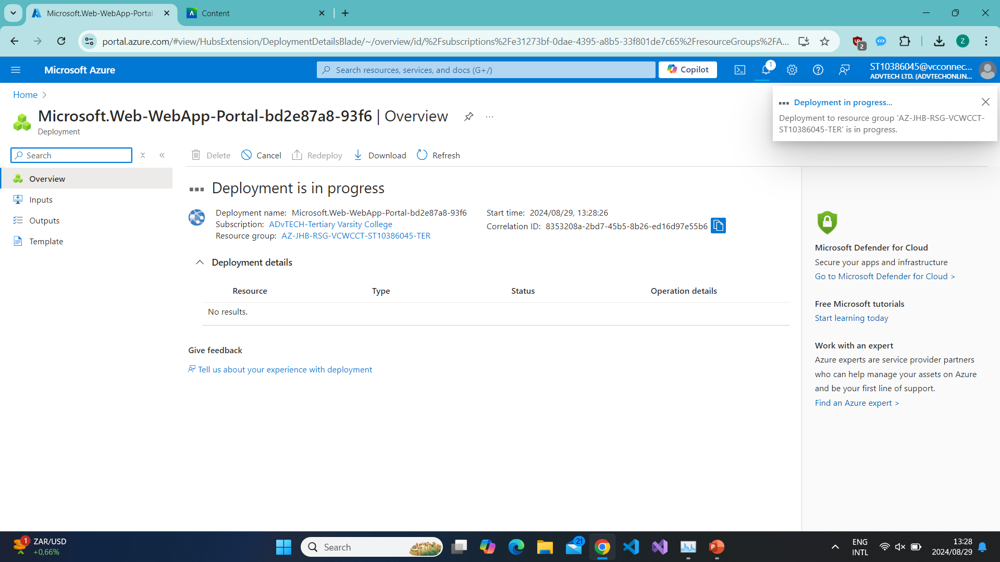 Microsoft.Web-WebApp-Portal-
Content
portal.azure.com/#view/HubsExtension/DeploymentDetailsBlade/~/overview/id/%2Fsubscriptions%2Fe31273bf-0dae-4395-a8b5-33f801de7c65%2FresourceGroups%2FA...
2
Z
Microsoft Azure
Search resources, services, and docs (G+/)
Copilot
1
ST10386045@vcconnec...
ADVTECH LTD. (ADVTECHONLIN...
Home
Deployment in progress...
Deployment to resource group 'AZ-JHB-RSG-VCWCCT-
ST10386045-TER' is in progress.
Microsoft.Web-WebApp-Portal-bd2e87a8-93f6 | Overview
Deployment
Search
Delete
Cancel
Redeploy
Download
Refresh
Overview
Inputs
Outputs
Template
Deployment is in progress
Deployment name: Microsoft.Web-WebApp-Portal-bd2e87a8-93f6
Subscription: ADvTECH-Tertiary Varsity College
Resource group: AZ-JHB-RSG-VCWCCT-ST10386045-TER
Start time: 2024/08/29, 13:28:26
Correlation ID: 8353208a-2bd7-45b5-8b26-ed16d97e55b6
Deployment details
Resource Type Status Operation details
No results.
Give feedback
Tell us about your experience with deployment
Microsoft Defender for Cloud
Secure your apps and infrastructure
Go to Microsoft Defender for Cloud >
Free Microsoft tutorials
Start learning today
Work with an expert
Azure experts are service provider partners
who can help manage your assets on Azure
and be your first line of support.
Find an Azure expert >
1
ZAR/USD
+0,66%
Search
21
ENG
INTL
13:28
2024/08/29